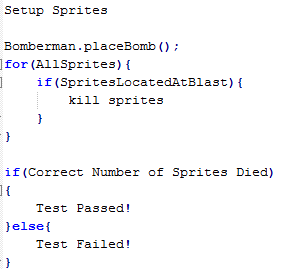 Setup Sprites
Bomberman.placeBomb();
for(AllSprites){
if(SpritesLocatedAtBlast){
kill sprites
}
}
if(Correct Number of Sprites Died)
{
Test Passed!
}else{
Test Failed!
}